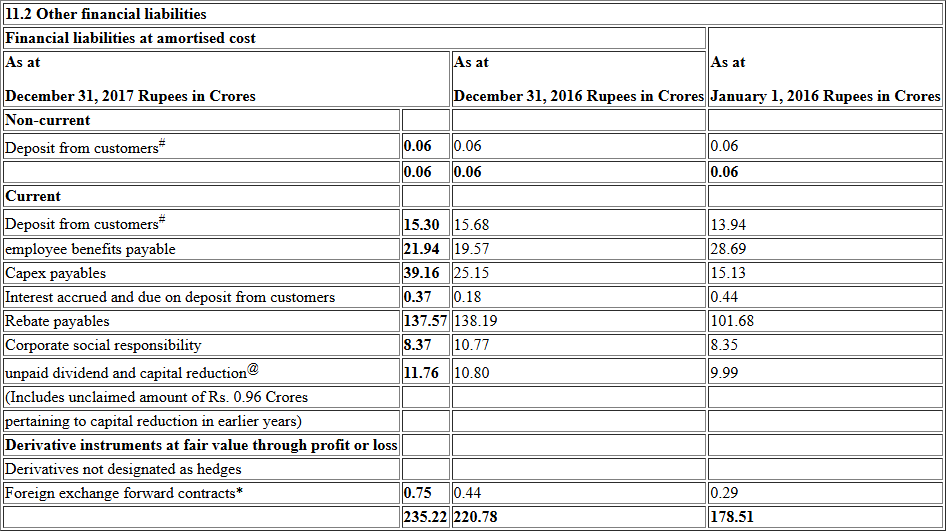 11.2 Other financial liabilities
Financial liabilities at amortised cost
As at
December 31, 2017 Rupees in Crores
As at
December 31, 2016 Rupees in Crores
As at
January 1, 2016 Rupees in Crores
Non-current
Deposit from customers# 0.06 0.06 0.06
0.06 0.06 0.06
Current
Deposit from customers# 15.30 15.68 13.94
employee benefits payable 21.94 19.57 28.69
Capex payables 39.16 25.15 15.13
Interest accrued and due on deposit from customers 0.37 0.18 0.44
Rebate payables 137.57 138.19 101.68
Corporate social responsibility 8.37 10.77 8.35
unpaid dividend and capital reduction@ 11.76 10.80 9.99
(Includes unclaimed amount of Rs. 0.96 Crores
pertaining to capital reduction in earlier years)
Derivative instruments at fair value through profit or loss
Derivatives not designated as hedges
Foreign exchange forward contracts* 0.75 0.44 0.29
235.22 220.78 178.51